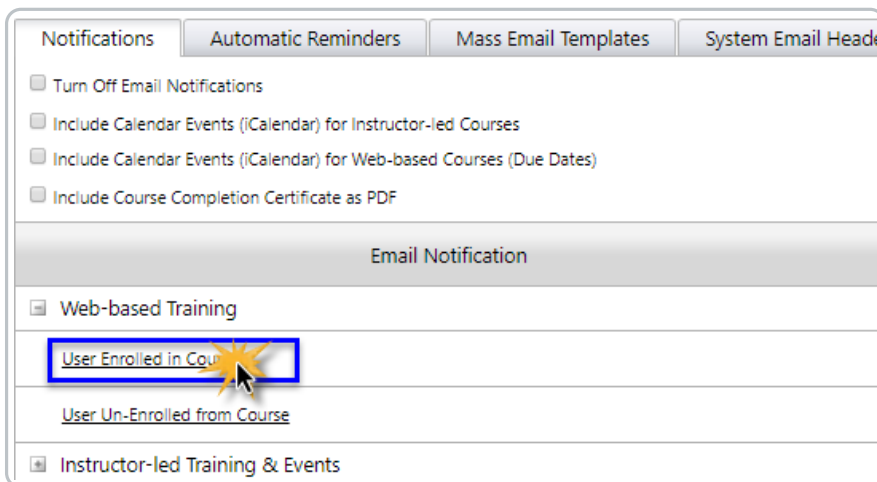 Notifications Automatic Reminders Mass Email Templates System Email Heade
Turn Off Email Notifications
Include Calendar Events (iCalendar) for Instructor-led Courses
Include Calendar Events (iCalendar) for Web-based Courses (Due Dates)
Include Course Completion Certificate as PDF
Email Notification
Web-based Training
User Enrolled in Cou
User Un-Enrolled from Course
Instructor-led Training & Events